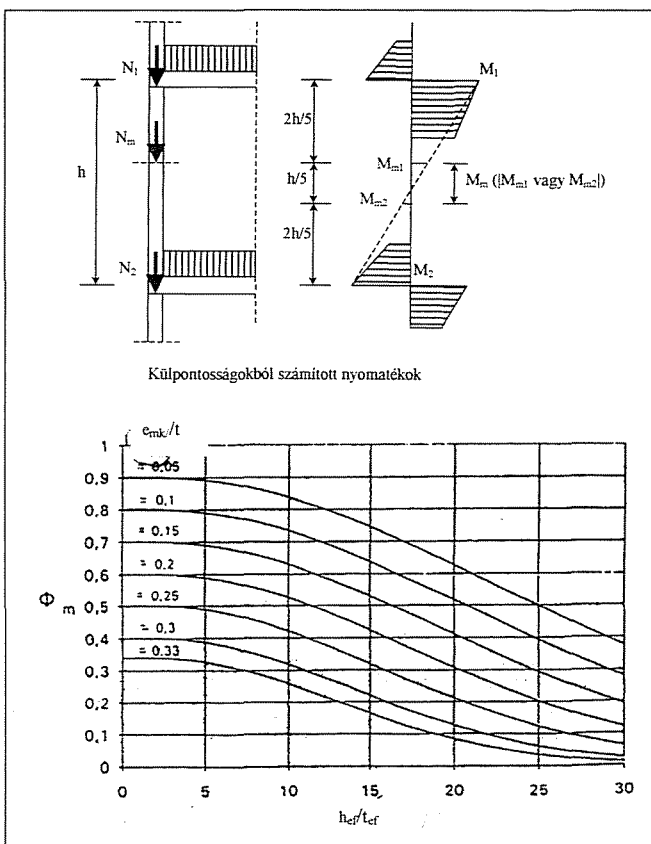 N₁
M₁
2h/5
Nₘ
Mₘ₁
h
h/5
Mₘ (|Mₘ₁ vagy Mₘ₂|)
Mₘ₂
2h/5
N₂
M₂
Külpontosságokból számított nyomatékok
eₘₖ/t
1
= 0.05
0,9
= 0.1
0,8
= 0.15
0,7
= 0.2
0,6
= 0.25
Φₘ
0,5
= 0.3
0,4
= 0.33
0,3
0,2
0,1
0
0 5 10 15 20 25 30
h_ef/t_ef